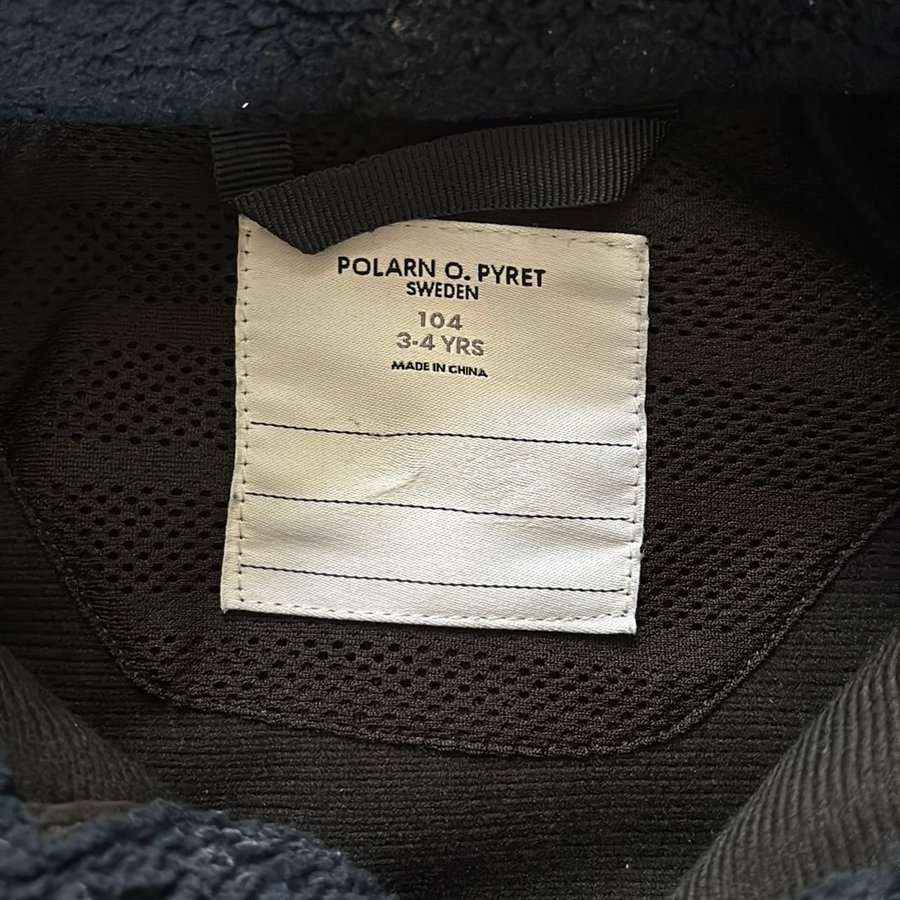 POLARN O. PYRET
SWEDEN
104
3-4 YRS
MADE IN CHINA